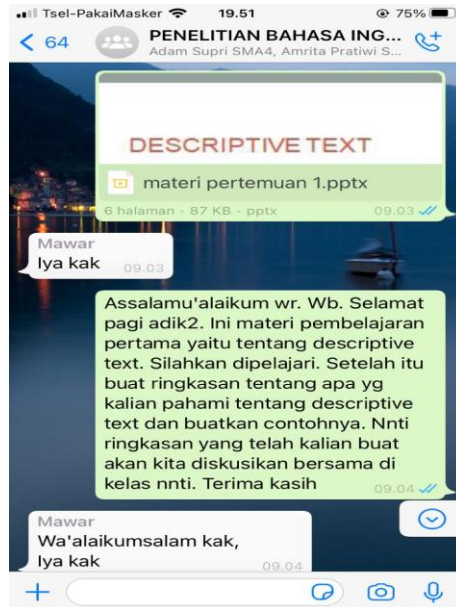 Tsel-PakaiMasker 19.51 75%
64 PENELITIAN BAHASA ING...
Adam Supri SMA4, Amrita Pratiwi S...
DESCRIPTIVE TEXT
materi pertemuan 1.pptx
6 halaman · 87 KB · pptx 09.03
Mawar
Iya kak 09.03
Assalamu'alaikum wr. Wb. Selamat
pagi adik2. Ini materi pembelajaran
pertama yaitu tentang descriptive
text. Silahkan dipelajari. Setelah itu
buat ringkasan tentang apa yg
kalian pahami tentang descriptive
text dan buatkan contohnya. Nnti
ringkasan yang telah kalian buat
akan kita diskusikan bersama di
kelas nnti. Terima kasih 09.04
Mawar
Wa'alaikumsalam kak,
Iya kak 09.04